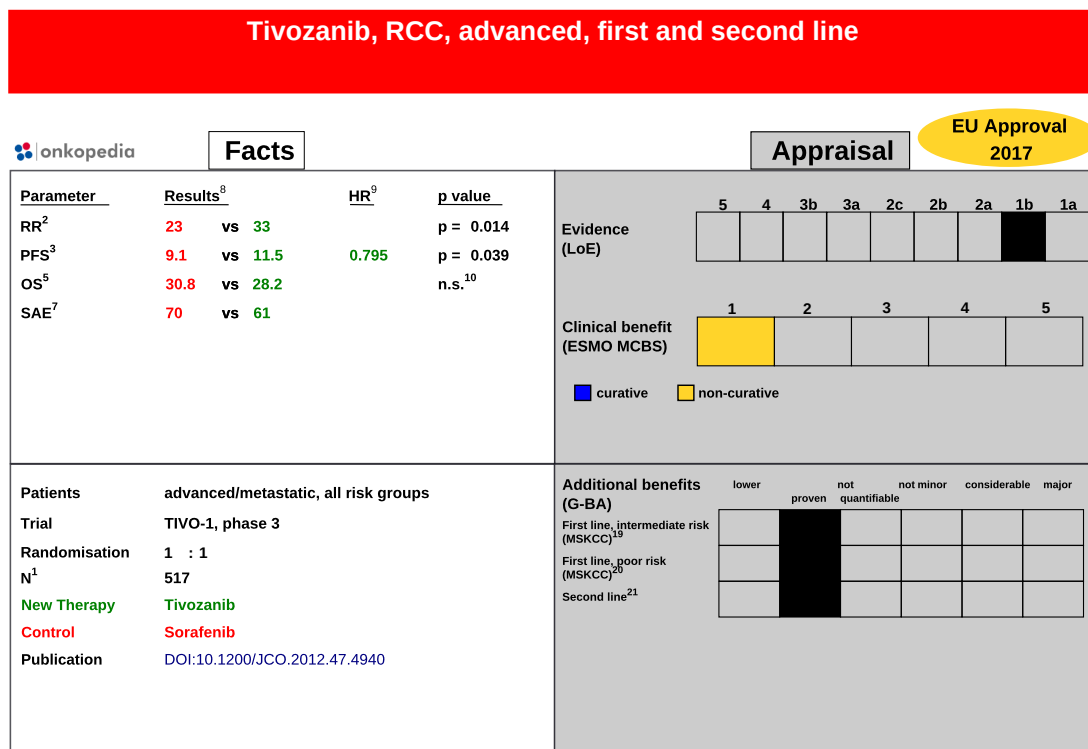 Tivozanib, RCC, advanced, first and second line
EU Approval
2017
onkopedia
Facts
Appraisal
Parameter Results8 HR9 p value
RR2 23 vs 33 p = 0.014
PFS3 9.1 vs 11.5 0.795 p = 0.039
OS5 30.8 vs 28.2 n.s.10
SAE7 70 vs 61
5 4 3b 3a 2c 2b 2a 1b 1a
Evidence
(LoE)
1 2 3 4 5
Clinical benefit
(ESMO MCBS)
curative non-curative
Patients advanced/metastatic, all risk groups
Trial TIVO-1, phase 3
Randomisation 1 : 1
N1 517
New Therapy Tivozanib
Control Sorafenib
Publication DOI:10.1200/JCO.2012.47.4940
Additional benefits
(G-BA)
lower not not minor considerable major
proven quantifiable
First line, intermediate risk
(MSKCC)19
First line, poor risk
(MSKCC)20
Second line21